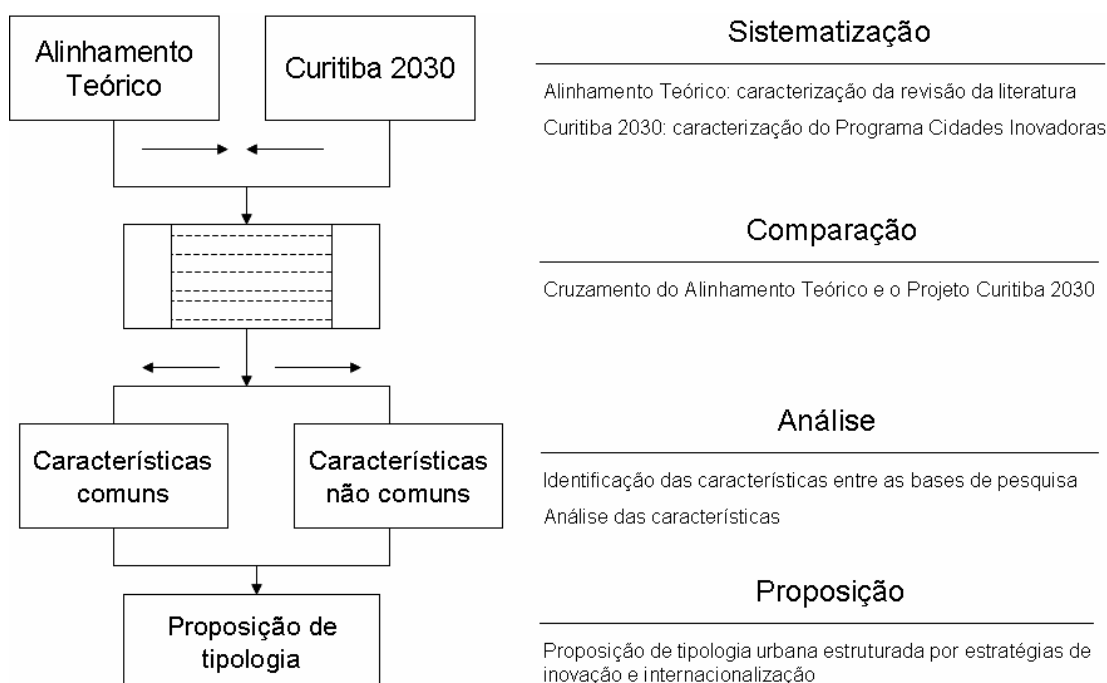 Alinhamento
Teórico
Curitiba 2030
Sistematização
Alinhamento Teórico: caracterização da revisão da literatura
Curitiba 2030: caracterização do Programa Cidades Inovadoras
Comparação
Cruzamento do Alinhamento Teórico e o Projeto Curitiba 2030
Características
comuns
Características
não comuns
Análise
Identificação das características entre as bases de pesquisa
Análise das características
Proposição de
tipologia
Proposição
Proposição de tipologia urbana estruturada por estratégias de
inovação e internacionalização